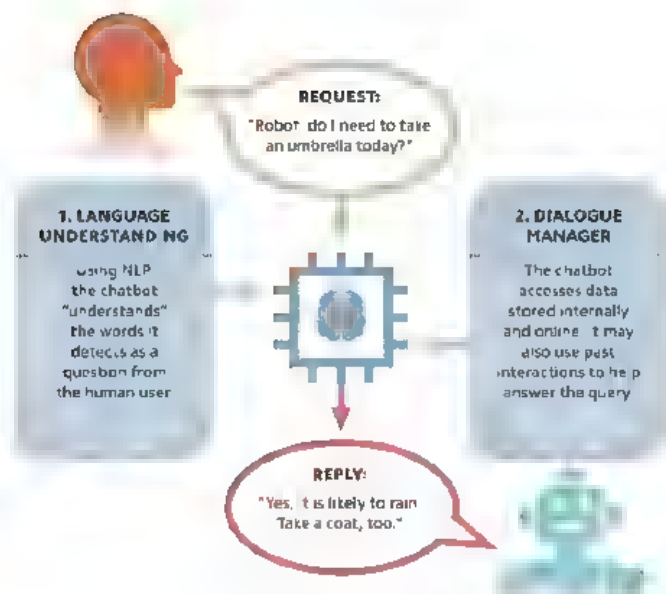 REQUEST:
"Robot do I need to take
an umbrella today?"
1. LANGUAGE
UNDERSTANDING
using NLP
the chatbot
"understands"
the words it
detects as a
question from
the human user
2. DIALOGUE
MANAGER
The chatbot
accesses data
stored internally
and online. It may
also use past
interactions to help
answer the query
REPLY:
"Yes, it is likely to rain
Take a coat, too."